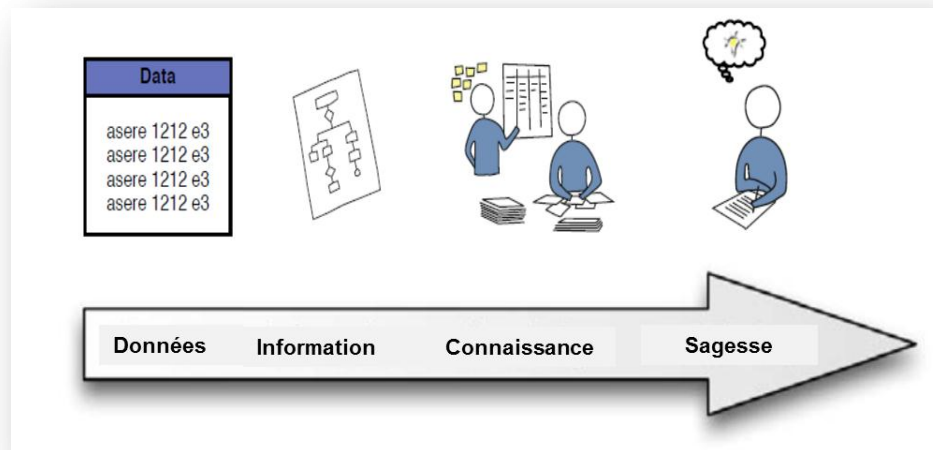 Data
asere 1212 e3
asere 1212 e3
asere 1212 e3
asere 1212 e3
Données Information Connaissance Sagesse